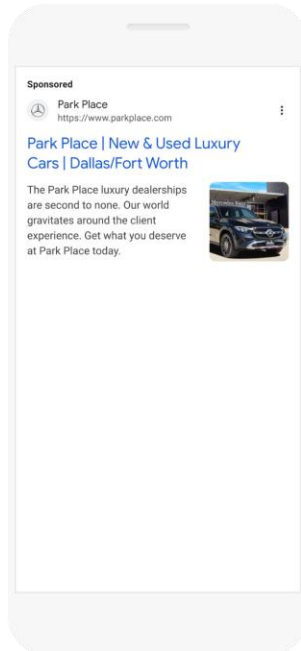 Sponsored
Park Place
https://www.parkplace.com
Park Place | New & Used Luxury
Cars | Dallas/Fort Worth
The Park Place luxury dealerships
are second to none. Our world
gravitates around the client
experience. Get what you deserve
at Park Place today.
Mercedes-Benz